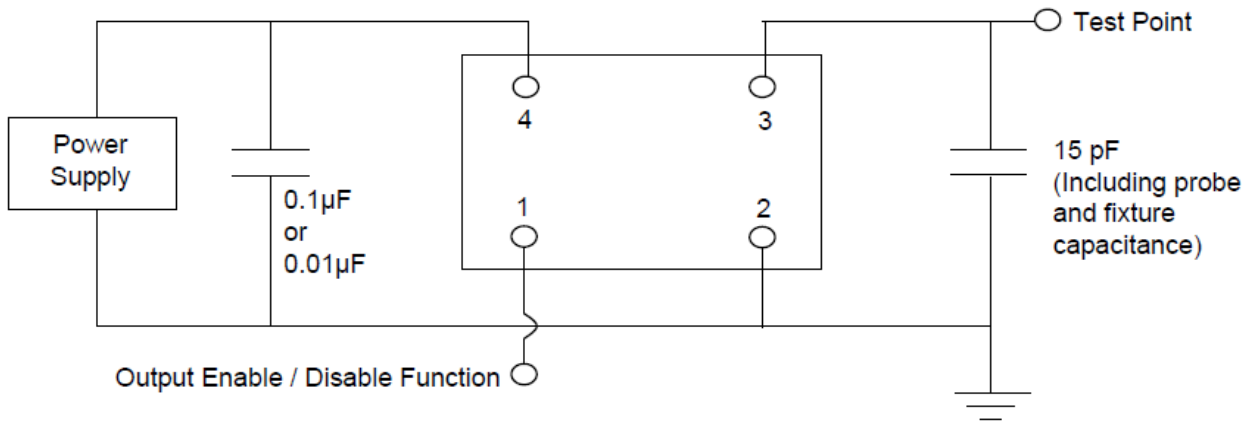 Test Point
4
3
Power
Supply
15 pF
(Including probe
and fixture
capacitance)
0.1µF
or
0.01µF
1
2
Output Enable / Disable Function